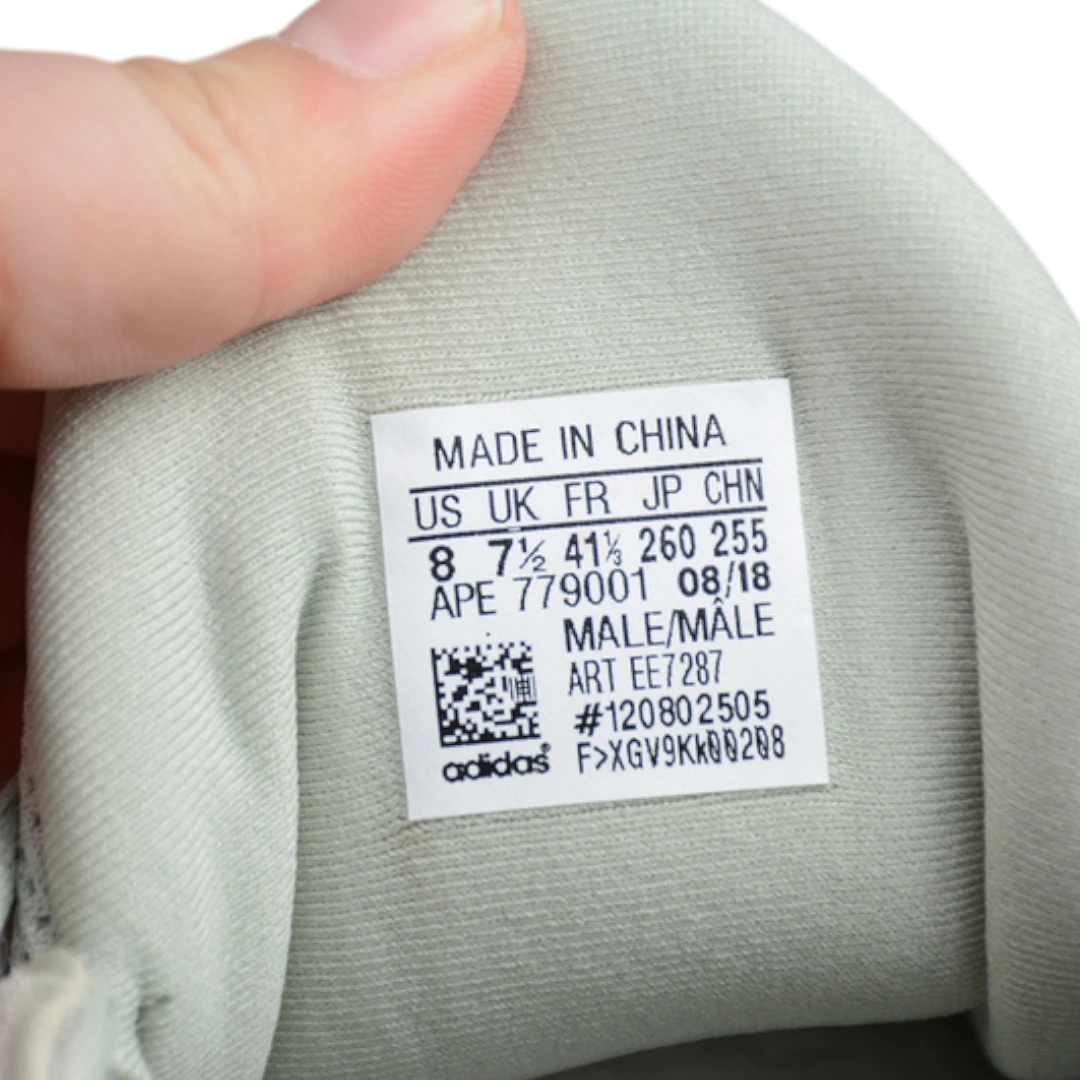 MADE IN CHINA
US UK FR JP CHN
8 7½ 41⅓ 260 255
APE 779001 08/18
MALE/MÂLE
ART EE7287
#120802505
F>XGV9Kk00208
adidas®